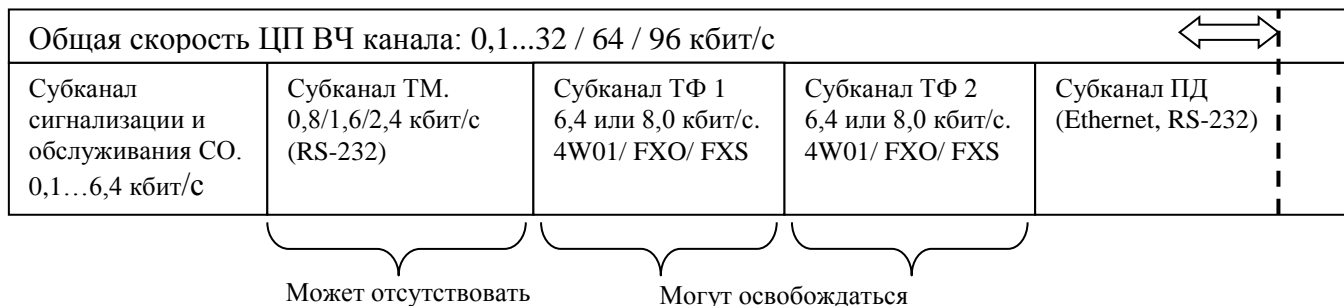 Общая скорость ЦП ВЧ канала: 0,1...32 / 64 / 96 кбит/с
Субканал
сигнализации и
обслуживания СО.
0,1…6,4 кбит/с
Субканал ТМ.
0,8/1,6/2,4 кбит/с
(RS-232)
Субканал ТФ 1
6,4 или 8,0 кбит/с.
4W01/ FXO/ FXS
Субканал ТФ 2
6,4 или 8,0 кбит/с.
4W01/ FXO/ FXS
Субканал ПД
(Ethernet, RS-232)
Может отсутствовать
Могут освобождаться